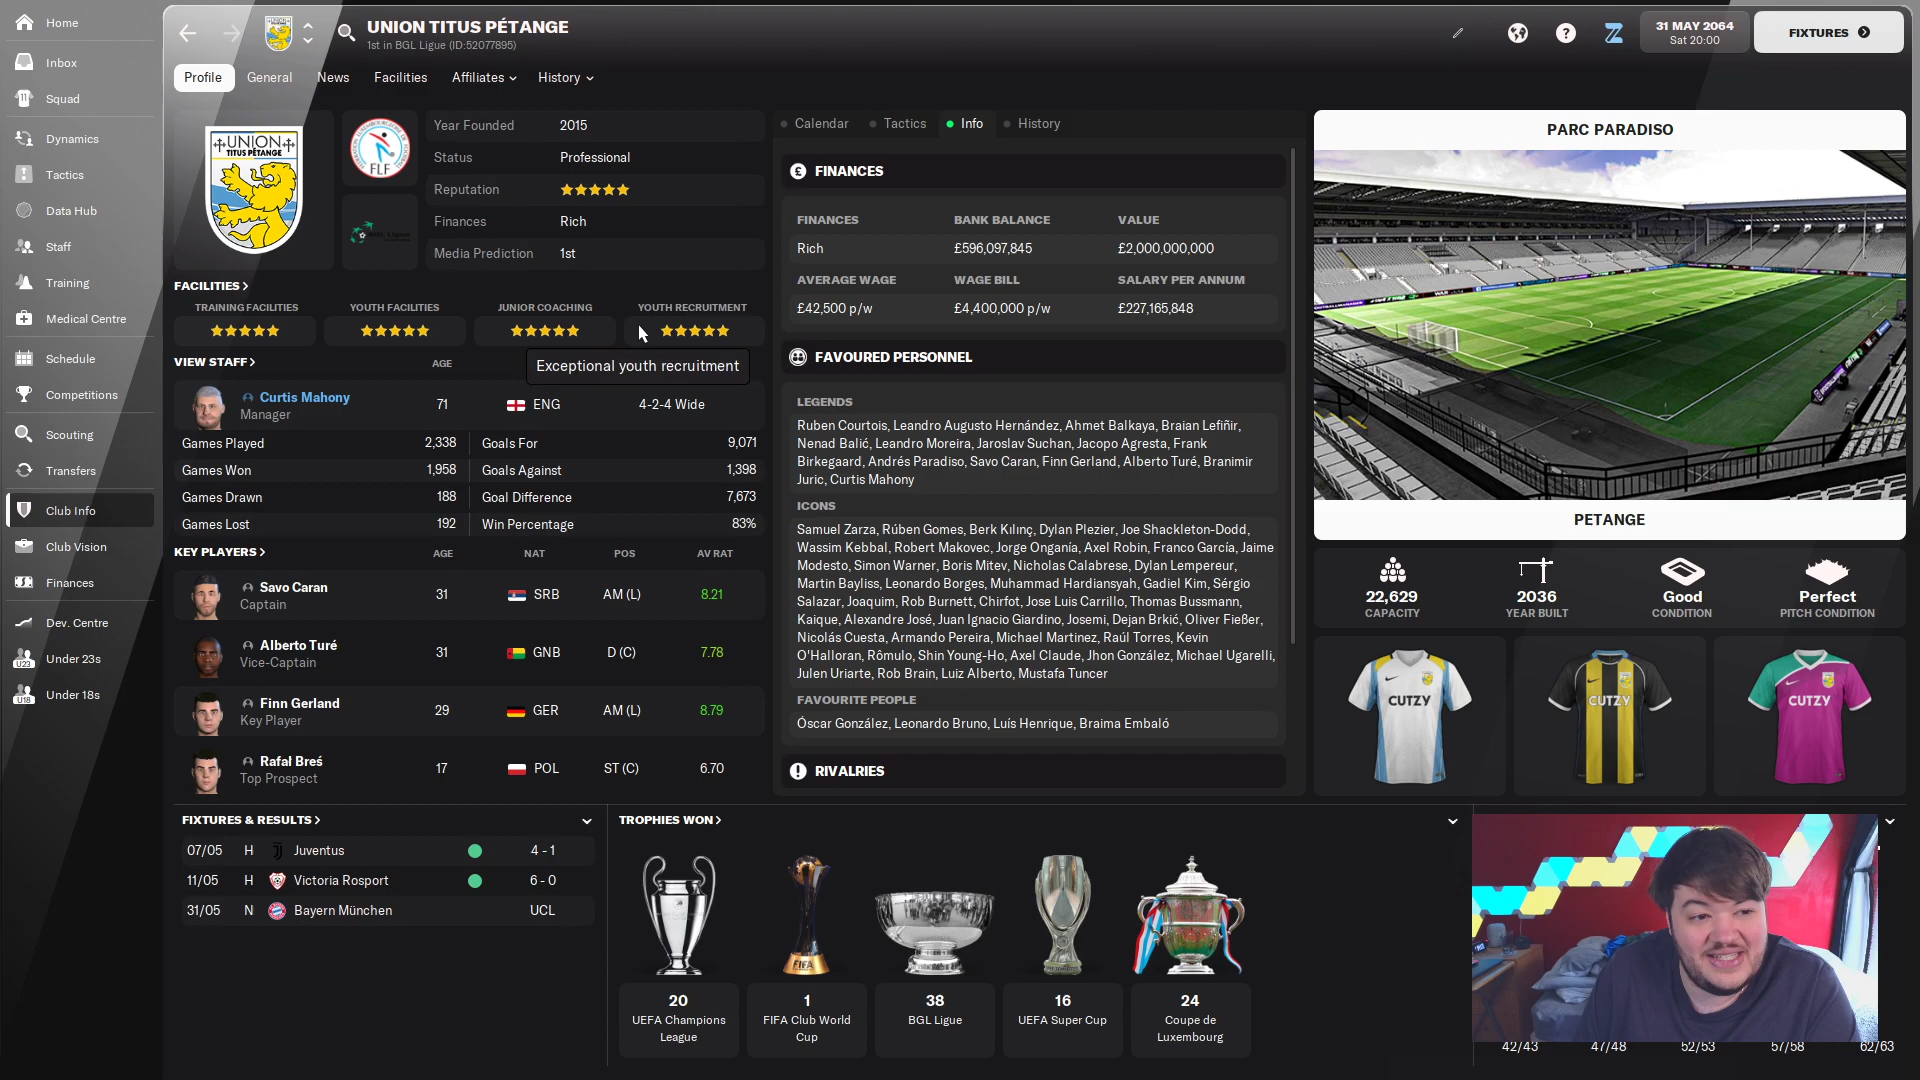 Home
Inbox
Squad
Dynamics
Tactics
Data Hub
Staff
Training
Medical Centre
Schedule
Competitions
Scouting
Transfers
Club Info
Club Vision
Finances
Dev. Centre
U23
Under 23s
U18
Under 18s
UNION TITUS PÉTANGE
1st in BGL Ligue (ID:52077895)
31 MAY 2064
Sat 20:00
FIXTURES
Profile
General
News
Facilities
Affiliates
History
UNION
TITUS PÉTANGE
FLF
Year Founded 2015
Status Professional
Reputation
Finances Rich
Media Prediction 1st
FACILITIES
TRAINING FACILITIES
YOUTH FACILITIES
JUNIOR COACHING
YOUTH RECRUITMENT
Exceptional youth recruitment
VIEW STAFF AGE
Curtis Mahony 71 ENG 4-2-4 Wide
Manager
Games Played 2,338 Goals For 9,071
Games Won 1,958 Goals Against 1,398
Games Drawn 188 Goal Difference 7,673
Games Lost 192 Win Percentage 83%
KEY PLAYERS AGE NAT POS AV RAT
Savo Caran 31 SRB AM (L) 8.21
Captain
Alberto Turé 31 GNB D (C) 7.78
Vice-Captain
Finn Gerland 29 GER AM (L) 8.79
Key Player
Rafał Breś 17 POL ST (C) 6.70
Top Prospect
Calendar
Tactics
Info
History
FINANCES
FINANCES BANK BALANCE VALUE
Rich £596,097,845 £2,000,000,000
AVERAGE WAGE WAGE BILL SALARY PER ANNUM
£42,500 p/w £4,400,000 p/w £227,165,848
FAVOURED PERSONNEL
LEGENDS
Ruben Courtois, Leandro Augusto Hernández, Ahmet Balkaya, Braian Lefiñir,
Nenad Balić, Leandro Moreira, Jaroslav Suchan, Jacopo Agresta, Frank
Birkegaard, Andrés Paradiso, Savo Caran, Finn Gerland, Alberto Turé, Branimir
Juric, Curtis Mahony
ICONS
Samuel Zarza, Rúben Gomes, Berk Kılınç, Dylan Plezier, Joe Shackleton-Dodd,
Wassim Kebbal, Robert Makovec, Jorge Onganía, Axel Robin, Franco García, Jaime
Modesto, Simon Warner, Boris Mitev, Nicholas Calabrese, Dylan Lempereur,
Martin Bayliss, Leonardo Borges, Muhammad Hardiansyah, Gadiel Kim, Sérgio
Salazar, Joaquim, Rob Burnett, Chirfot, Jose Luis Carrillo, Thomas Bussmann,
Kaique, Alexandre José, Juan Ignacio Giardino, Josemi, Dejan Brkić, Oliver Fießer,
Nicolás Cuesta, Armando Pereira, Michael Martinez, Raúl Torres, Kevin
O'Halloran, Rômulo, Shin Young-Ho, Axel Claude, Jhon González, Michael Ugarelli,
Julen Uriarte, Rob Brain, Luiz Alberto, Mustafa Tuncer
FAVOURITE PEOPLE
Óscar González, Leonardo Bruno, Luís Henrique, Braima Embaló
RIVALRIES
PARC PARADISO
PETANGE
22,629
CAPACITY
2036
YEAR BUILT
Good
CONDITION
Perfect
PITCH CONDITION
CUTZY
CUTZY
CUTZY
FIXTURES & RESULTS
07/05 H Juventus 4 - 1
11/05 H Victoria Rosport 6 - 0
31/05 N Bayern München UCL
TROPHIES WON
FIFA
20
UEFA Champions
League
1
FIFA Club World
Cup
38
BGL Ligue
16
UEFA Super Cup
24
Coupe de
Luxembourg
42/43 47/48 52/53 57/58 62/63